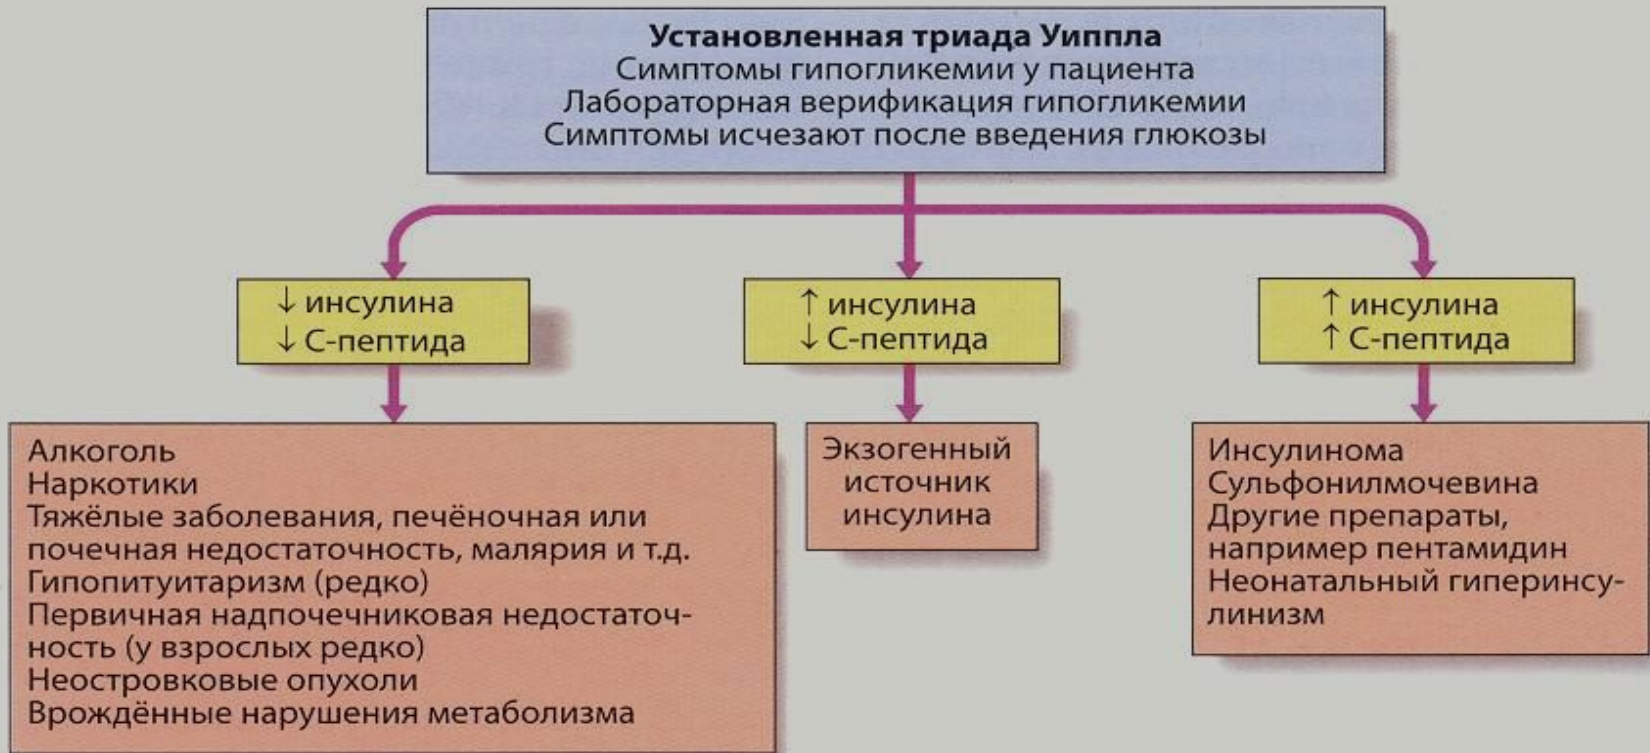 Установленная триада Уиппла
Симптомы гипогликемии у пациента
Лабораторная верификация гипогликемии
Симптомы исчезают после введения глюкозы
↓ инсулина
↓ С-пептида
↑ инсулина
↓ С-пептида
↑ инсулина
↑ С-пептида
Алкоголь
Наркотики
Тяжёлые заболевания, печёночная или
почечная недостаточность, малярия и т.д.
Гипопитуитаризм (редко)
Первичная надпочечниковая недостаточ-
ность (у взрослых редко)
Неостровковые опухоли
Врождённые нарушения метаболизма
Экзогенный
источник
инсулина
Инсулинома
Сульфонилмочевина
Другие препараты,
например пентамидин
Неонатальный гиперинсу-
линизм